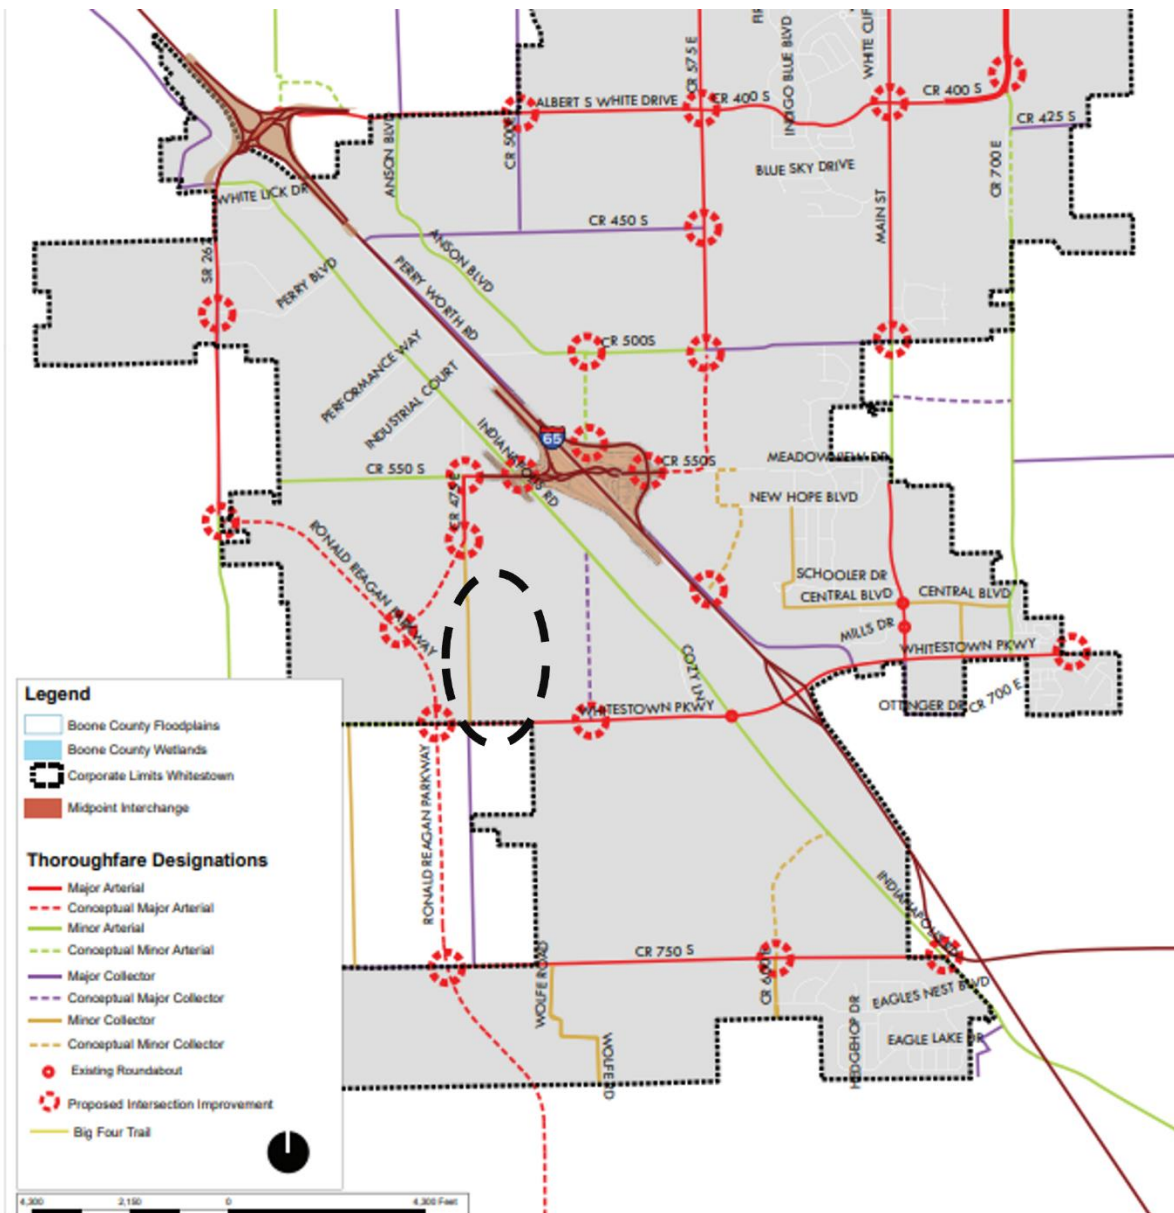 CR 575 E
INDIGO BLUE BLVD
ALBERT S WHITE DRIVE
CR 400 S
CR 400 S
CR 425 S
ANSON BLVD
BLUE SKY DRIVE
CR 700 E
WHITE LICK DR
CR 450 S
MAIN ST
SR 26
PERRY BLVD
ANSON BLVD
PERRY WORTH RD
CR 500S
PERFORMANCE WAY
INDUSTRIAL COURT
INDIANAPOLIS RD
65
CR 550 S
CR 550S
MEADOWVIEW DR
CR 475 E
NEW HOPE BLVD
RONALD REAGAN PARKWAY
SCHOOLER DR
CENTRAL BLVD
CENTRAL BLVD
MILLS DR
WHITESTOWN PKWY
COZY LN
OTTINGER DR
CR 700 E
WHITESTOWN PKWY
RONALD REAGAN PARKWAY
CR 750 S
WOLFE ROAD
EAGLES NEST BLVD
HEDGEHOP DR
EAGLE LAKE DR
WOLFE RD
Legend
Boone County Floodplains
Boone County Wetlands
Corporate Limits Whitestown
Midpoint Interchange
Thoroughfare Designations
Major Arterial
Conceptual Major Arterial
Minor Arterial
Conceptual Minor Arterial
Major Collector
Conceptual Major Collector
Minor Collector
Conceptual Minor Collector
Existing Roundabout
Proposed Intersection Improvement
Big Four Trail
4,300 2,150 0 4,300 Feet